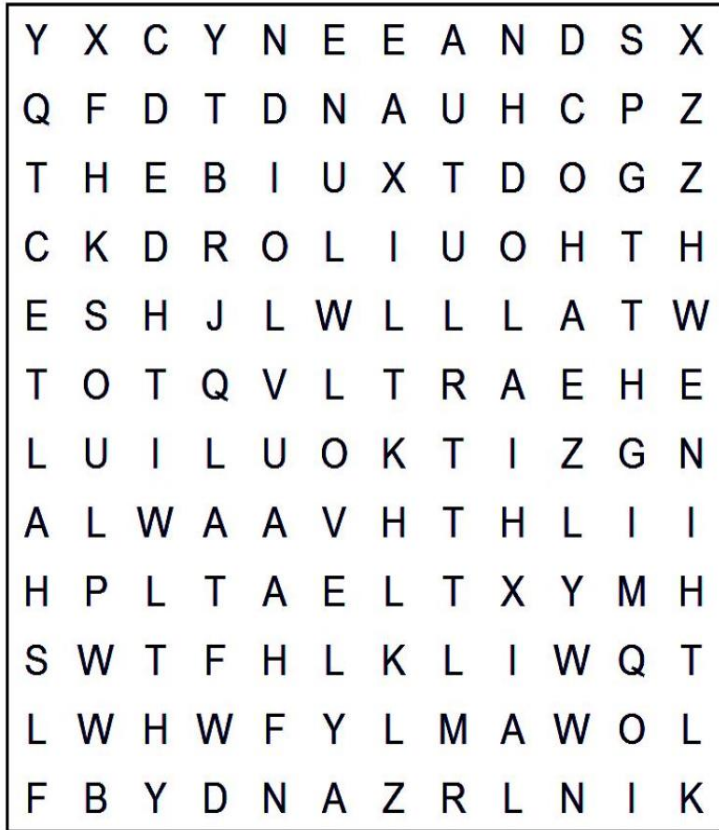 Y X C Y N E E A N D S X
Q F D T D N A U H C P Z
T H E B I U X T D O G Z
C K D R O L I U O H T H
E S H J L W L L L A T W
T O T Q V L T R A E H E
L U I L U O K T I Z G N
A L W A A V H T H L I I
H P L T A E L T X Y M H
S W T F H L K L I W Q T
L W H W F Y L M A W O L
F B Y D N A Z R L N I K